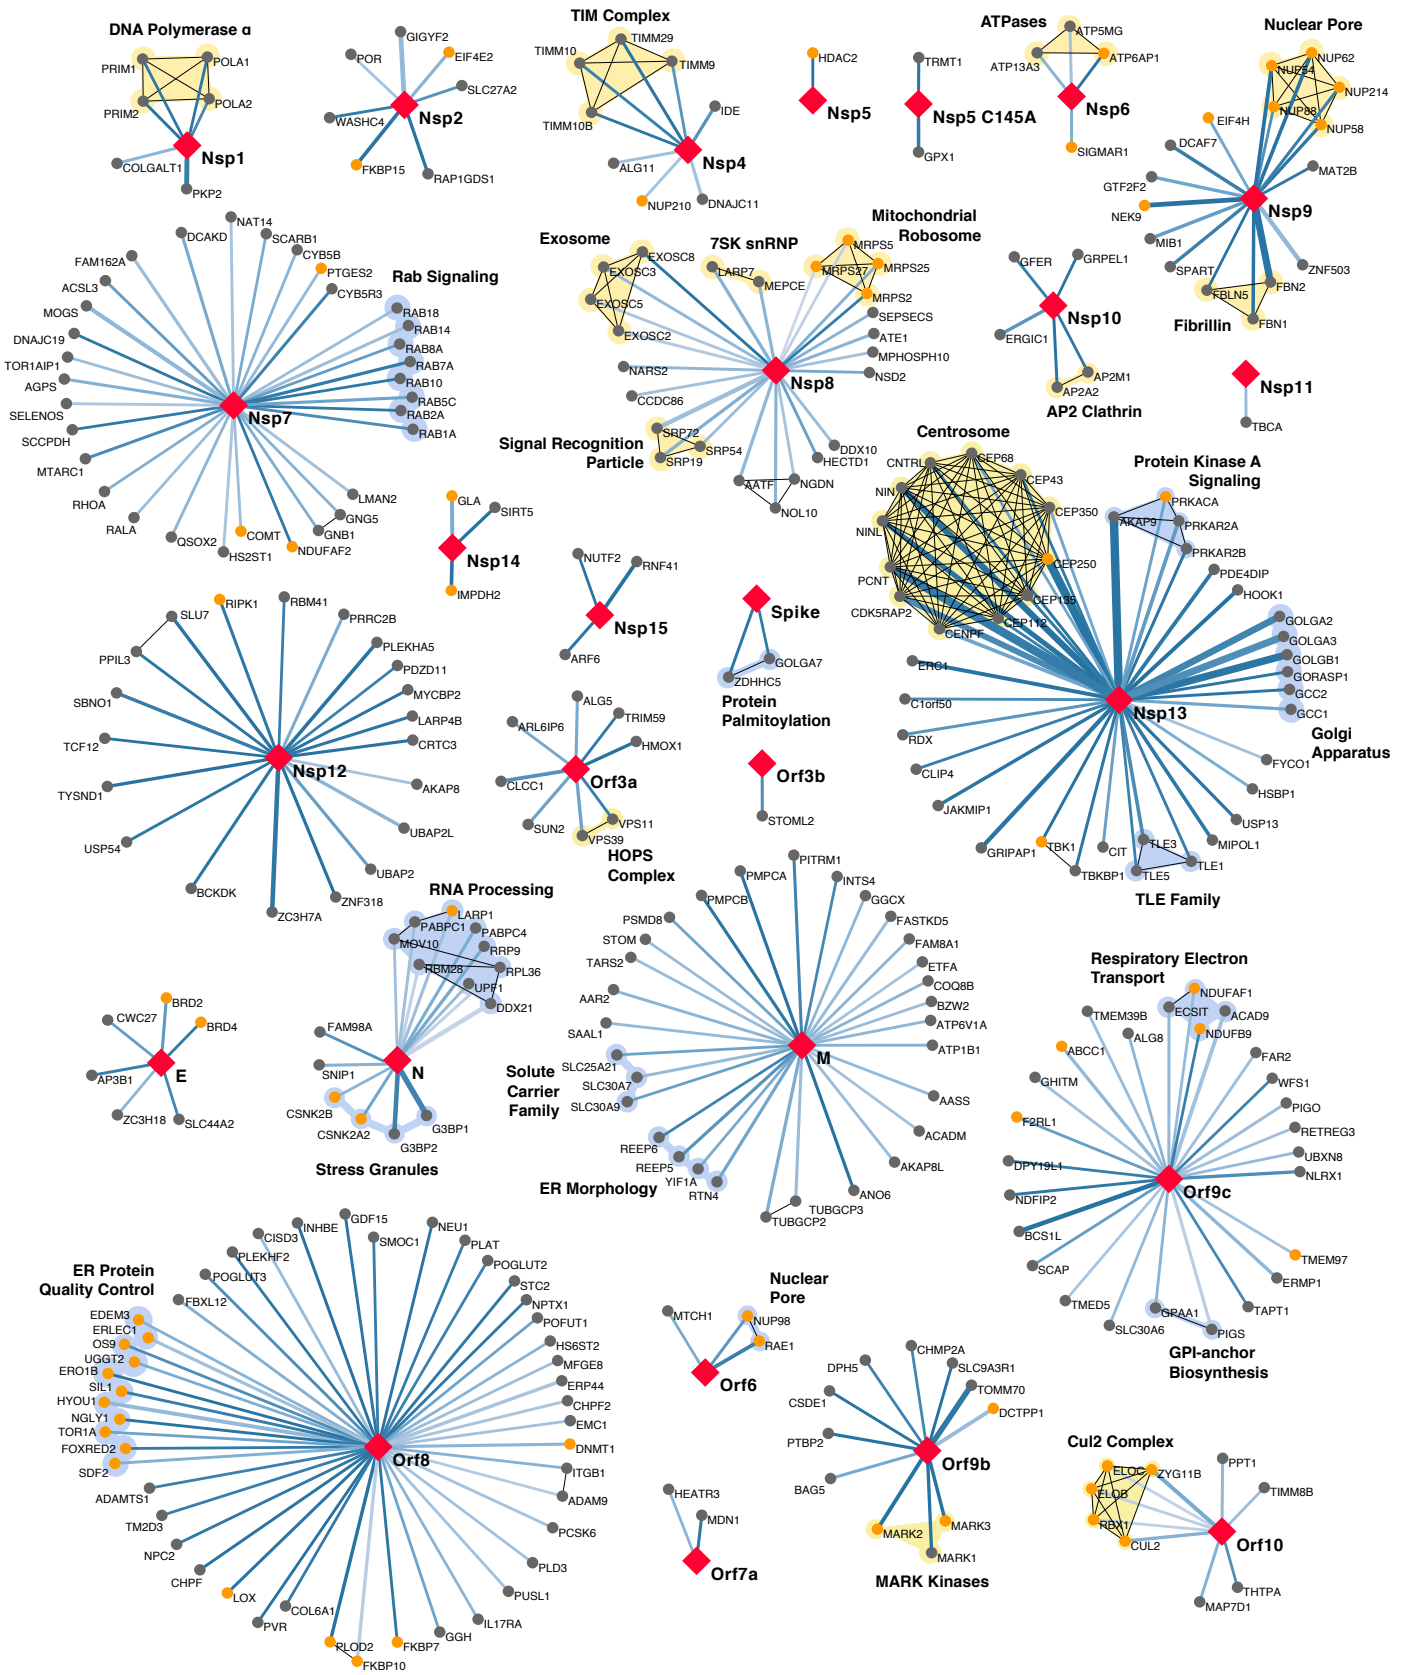 DNA Polymerase α
PRIM1
POLA1
PRIM2
POLA2
Nsp1
COLGALT1
PKP2
GIGYF2
POR
EIF4E2
SLC27A2
WASHC4
Nsp2
FKBP15
RAP1GDS1
TIM Complex
TIMM29
TIMM10
TIMM9
TIMM10B
IDE
Nsp4
ALG11
NUP210
DNAJC11
HDAC2
Nsp5
TRMT1
Nsp5 C145A
GPX1
ATPases
ATP5MG
ATP13A3
ATP6AP1
Nsp6
SIGMAR1
Nuclear Pore
NUP62
NUP54
NUP214
NUP88
NUP58
EIF4H
DCAF7
MAT2B
GTF2F2
NEK9
Nsp9
MIB1
SPART
ZNF503
FBLN5
FBN2
FBN1
Fibrillin
NAT14
DCAKD
SCARB1
CYB5B
PTGES2
CYB5R3
FAM162A
ACSL3
MOGS
DNAJC19
TOR1AIP1
AGPS
SELENOS
SCCPDH
MTARC1
RHOA
RALA
QSOX2
HS2ST1
COMT
NDUFAF2
GNB1
GNG5
LMAN2
Nsp7
Rab Signaling
RAB18
RAB14
RAB8A
RAB7A
RAB10
RAB5C
RAB2A
RAB1A
Exosome
EXOSC8
EXOSC3
EXOSC5
EXOSC2
7SK snRNP
LARP7
MEPCE
Mitochondrial
Robosome
MRPS5
MRPS27
MRPS25
MRPS2
SEPSECS
ATE1
MPHOSPH10
NSD2
NARS2
CCDC86
Nsp8
Signal Recognition
Particle
SRP72
SRP54
SRP19
DDX10
HECTD1
AATF
NGDN
NOL10
GFER
GRPEL1
Nsp10
ERGIC1
AP2M1
AP2A2
AP2 Clathrin
Nsp11
TBCA
GLA
SIRT5
Nsp14
IMPDH2
NUTF2
RNF41
Nsp15
ARF6
Spike
GOLGA7
ZDHHC5
Protein
Palmitoylation
Centrosome
CEP68
CNTRL
CEP43
NIN
CEP350
NINL
CEP250
PCNT
CEP135
CDK5RAP2
CEP112
CENPF
Protein Kinase A
Signaling
PRKACA
AKAP9
PRKAR2A
PRKAR2B
PDE4DIP
HOOK1
GOLGA2
GOLGA3
GOLGB1
GORASP1
GCC2
GCC1
Golgi
Apparatus
Nsp13
ERC1
C1orf50
RDX
CLIP4
JAKMIP1
GRIPAP1
TBK1
TBKBP1
CIT
TLE3
TLE5
TLE1
TLE Family
MIPOL1
USP13
HSBP1
FYCO1
RIPK1
RBM41
SLU7
PRRC2B
PPIL3
PLEKHA5
PDZD11
MYCBP2
LARP4B
CRTC3
SBNO1
TCF12
TYSND1
USP54
BCKDK
ZC3H7A
ZNF318
UBAP2
UBAP2L
AKAP8
Nsp12
ALG5
ARL6IP6
TRIM59
HMOX1
Orf3a
CLCC1
SUN2
VPS11
VPS39
HOPS
Complex
Orf3b
STOML2
RNA Processing
LARP1
PABPC1
PABPC4
MOV10
RRP9
RBM28
RPL36
UPF1
DDX21
FAM98A
SNIP1
N
CSNK2B
CSNK2A2
G3BP1
G3BP2
Stress Granules
BRD2
CWC27
BRD4
E
AP3B1
ZC3H18
SLC44A2
PITRM1
PMPCA
INTS4
PMPCB
GGCX
PSMD8
FASTKD5
STOM
FAM8A1
TARS2
ETFA
COQ8B
AAR2
BZW2
ATP6V1A
SAAL1
ATP1B1
M
Solute
Carrier
Family
SLC25A21
SLC30A7
SLC30A9
AASS
ACADM
AKAP8L
ANO6
TUBGCP3
TUBGCP2
REEP6
REEP5
YIF1A
RTN4
ER Morphology
Respiratory Electron
Transport
NDUFAF1
ECSIT
ACAD9
NDUFB9
TMEM39B
ALG8
ABCC1
FAR2
GHITM
WFS1
F2RL1
PIGO
RETREG3
UBXN8
NLRX1
DPY19L1
NDFIP2
Orf9c
BCS1L
SCAP
TMEM97
ERMP1
TMED5
TAPT1
SLC30A6
GPAA1
PIGS
GPI-anchor
Biosynthesis
GDF15
INHBE
NEU1
CISD3
SMOC1
PLAT
PLEKHF2
POGLUT2
POGLUT3
STC2
FBXL12
NPTX1
POFUT1
ER Protein
Quality Control
EDEM3
ERLEC1
OS9
UGGT2
ERO1B
SIL1
HYOU1
NGLY1
TOR1A
FOXRED2
SDF2
HS6ST2
MFGE8
ERP44
CHPF2
EMC1
DNMT1
ITGB1
ADAM9
PCSK6
PLD3
PUSL1
IL17RA
GGH
FKBP7
FKBP10
PLOD2
COL6A1
PVR
LOX
CHPF
NPC2
TM2D3
ADAMTS1
Orf8
Nuclear
Pore
MTCH1
NUP98
RAE1
Orf6
HEATR3
MDN1
Orf7a
CHMP2A
DPH5
SLC9A3R1
CSDE1
TOMM70
DCTPP1
PTBP2
BAG5
Orf9b
MARK2
MARK3
MARK1
MARK Kinases
Cul2 Complex
ELOC
ZYG11B
ELOB
RBX1
CUL2
PPT1
TIMM8B
Orf10
THTPA
MAP7D1